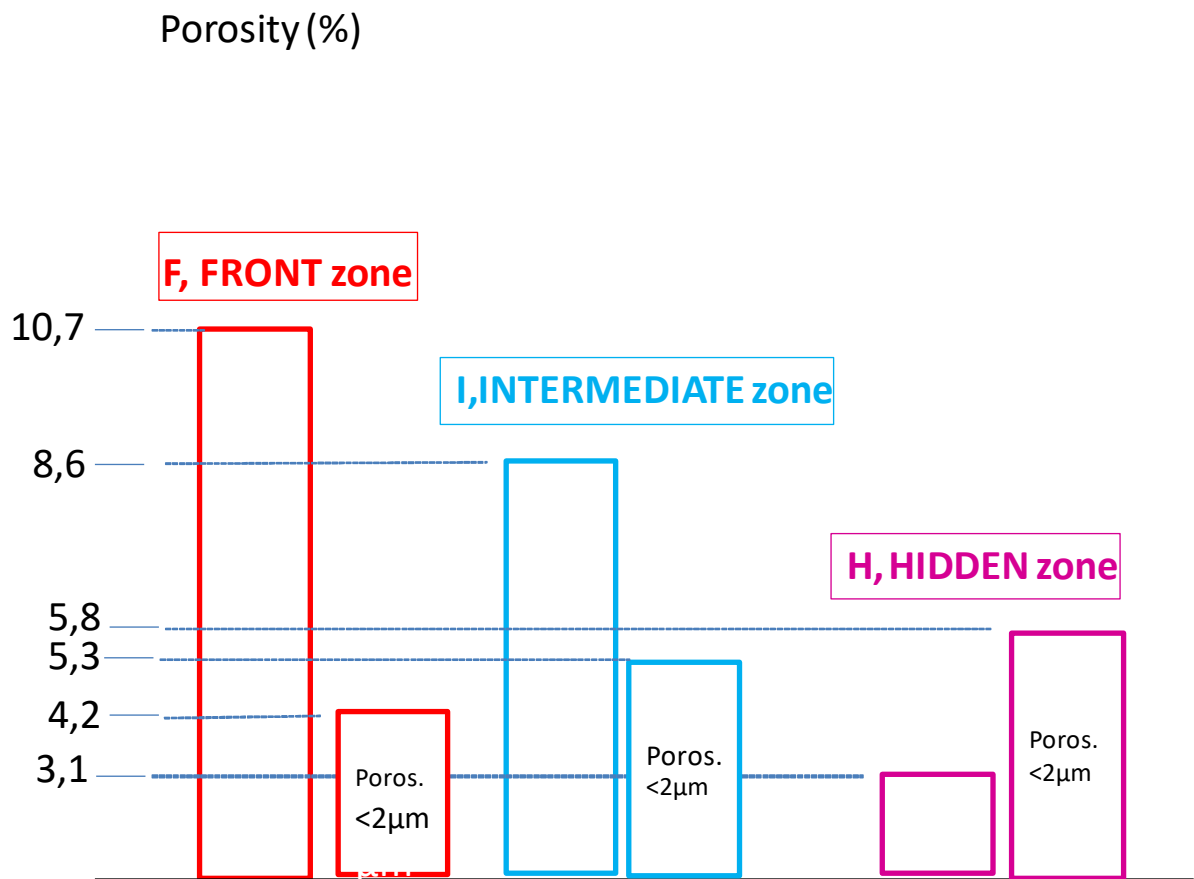 Porosity (%)
F, FRONT zone
10,7
I,INTERMEDIATE zone
8,6
H, HIDDEN zone
5,8
5,3
4,2
3,1
Poros.
<2µm
Poros.
<2µm
Poros.
<2µm